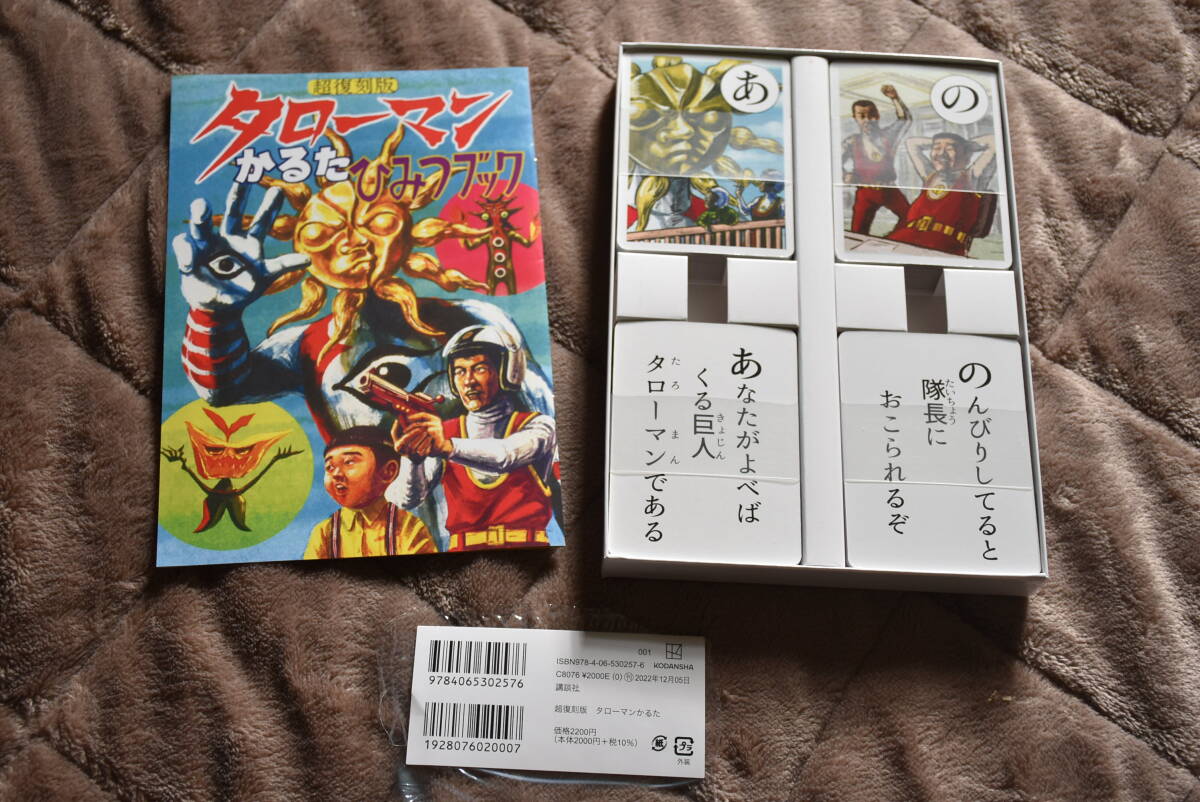 超復刻版
タローマン
かるた
ひみつブック
あ
の
あなたがよべば
くる巨人
きょじん
タローマンである
たろまん
のんびりしてると
隊長に
たいちょう
おこられるぞ
001
ISBN978-4-06-530257-6
KODANSHA
C8076 ¥2000E (0) 刊 2022年12月05日
講談社
9784065302576
超復刻版 タローマンかるた
価格2200円
(本体2000円+税10%)
1928076020007
紙
プラ
外装